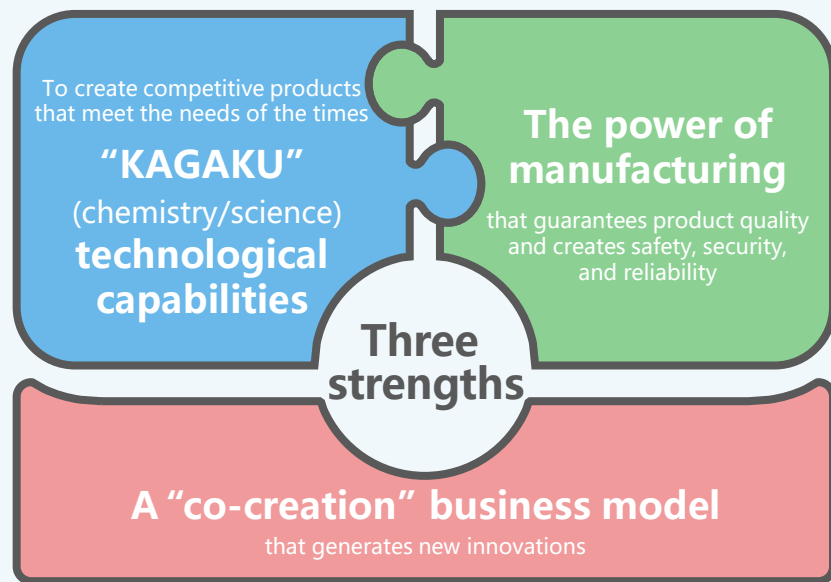 To create competitive products
that meet the needs of the times
“KAGAKU”
(chemistry/science)
technological
capabilities
The power of
manufacturing
that guarantees product quality
and creates safety, security,
and reliability
Three
strengths
A “co-creation” business model
that generates new innovations